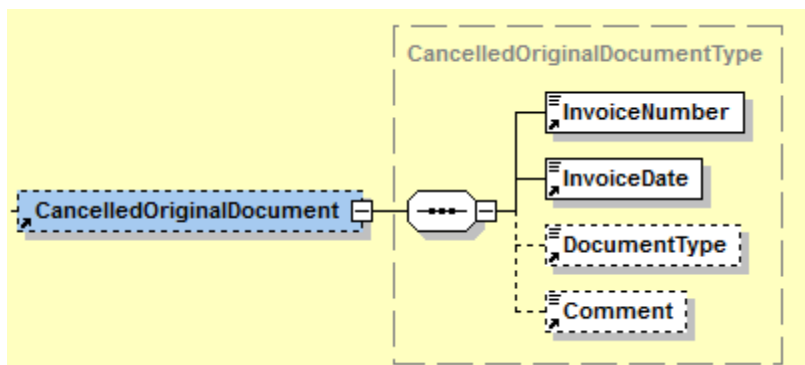 CancelledOriginalDocumentType
InvoiceNumber
InvoiceDate
CancelledOriginalDocument
DocumentType
Comment